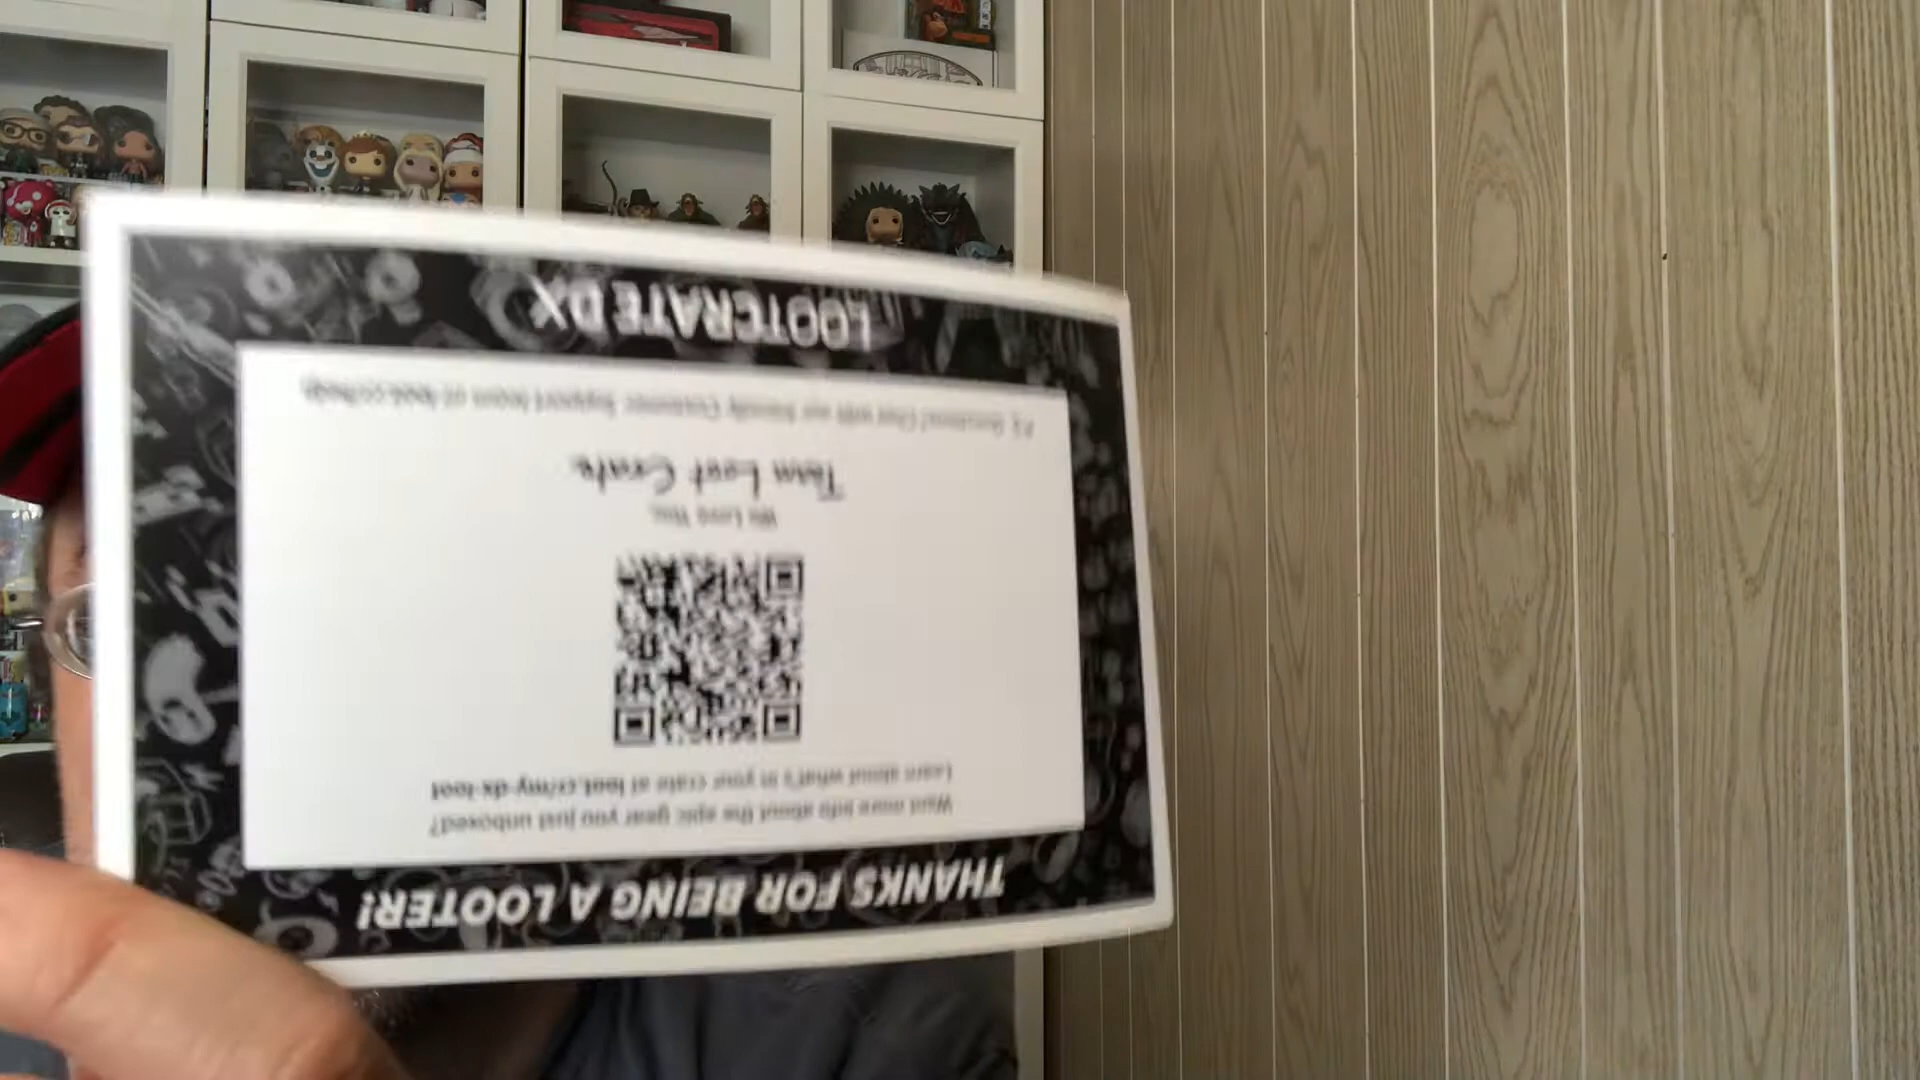 THANKS FOR BEING A LOOTER!
Want more info about the epic gear you just unboxed?
Learn about what's in your crate at loot.cr/my-dx-loot
We Love You,
Team Loot Crate
P.S. Questions? Chat with our friendly Customer Support team at loot.cr/help
LOOTCRATE DX